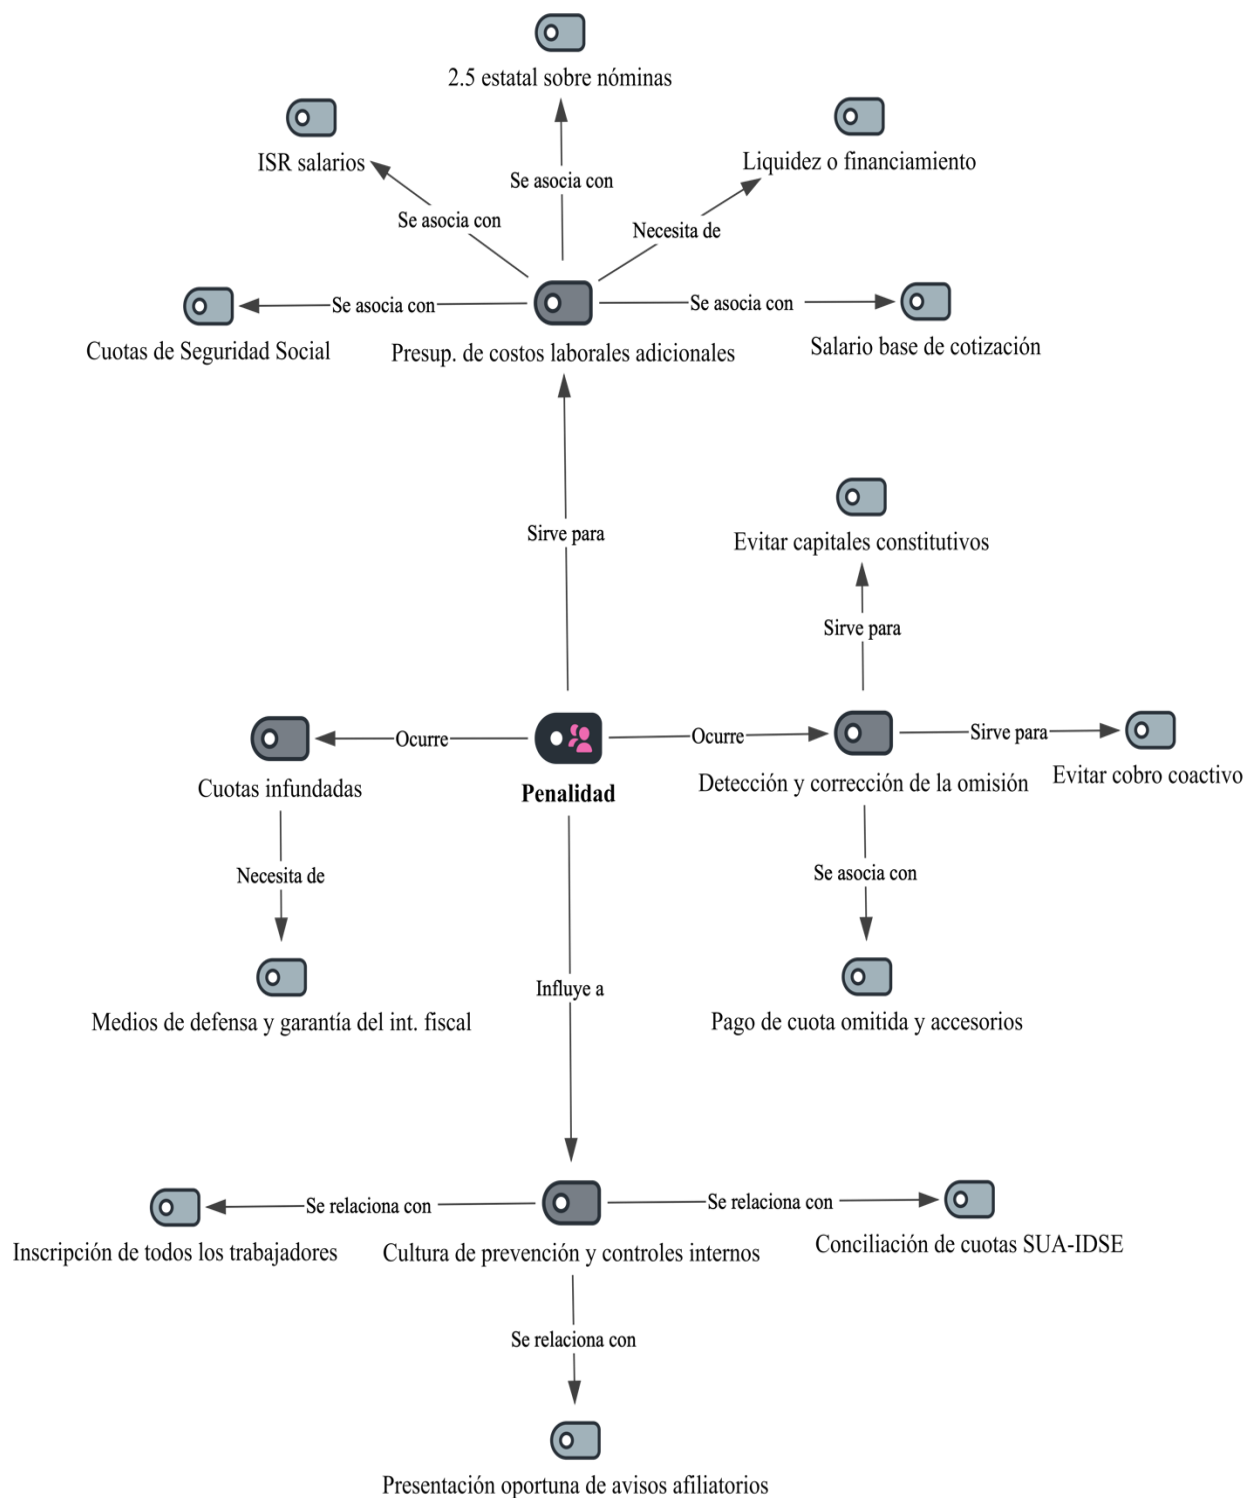 2.5 estatal sobre nóminas
ISR salarios
Liquidez o financiamiento
Se asocia con
Se asocia con
Necesita de
Se asocia con
Se asocia con
Cuotas de Seguridad Social
Presup. de costos laborales adicionales
Salario base de cotización
Sirve para
Evitar capitales constitutivos
Sirve para
Ocurre
Ocurre
Sirve para
Cuotas infundadas
Penalidad
Detección y corrección de la omisión
Evitar cobro coactivo
Necesita de
Se asocia con
Influye a
Medios de defensa y garantía del int. fiscal
Pago de cuota omitida y accesorios
Se relaciona con
Se relaciona con
Inscripción de todos los trabajadores
Cultura de prevención y controles internos
Conciliación de cuotas SUA-IDSE
Se relaciona con
Presentación oportuna de avisos afiliatorios